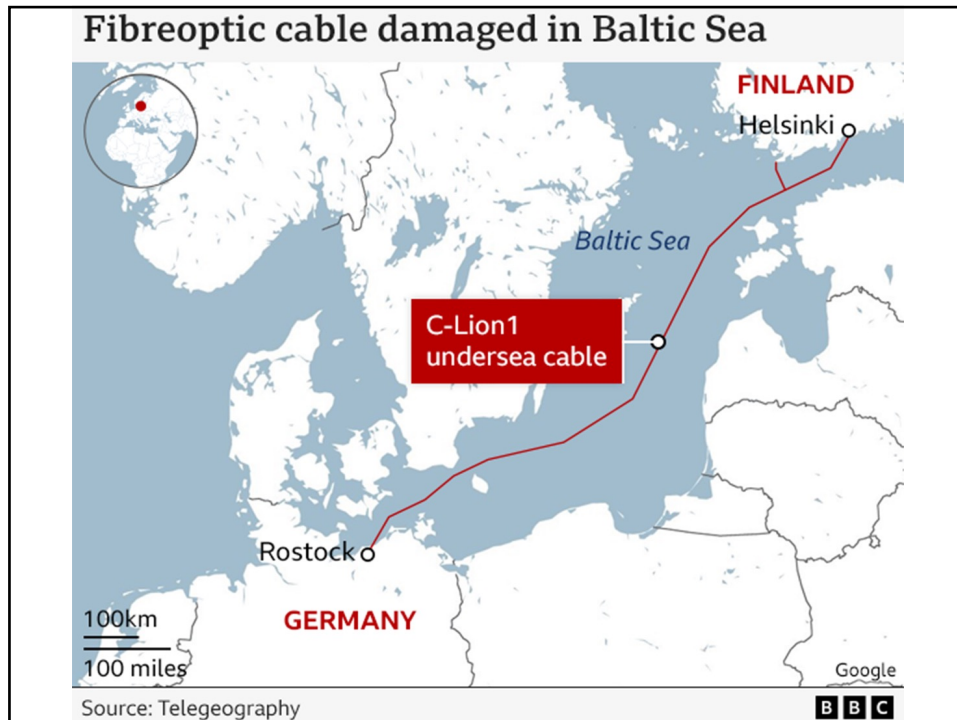 Fibreoptic cable damaged in Baltic Sea
FINLAND
Helsinki
Baltic Sea
C-Lion1
undersea cable
Rostock
GERMANY
100km
100 miles
Google
Source: Telegeography
BBC